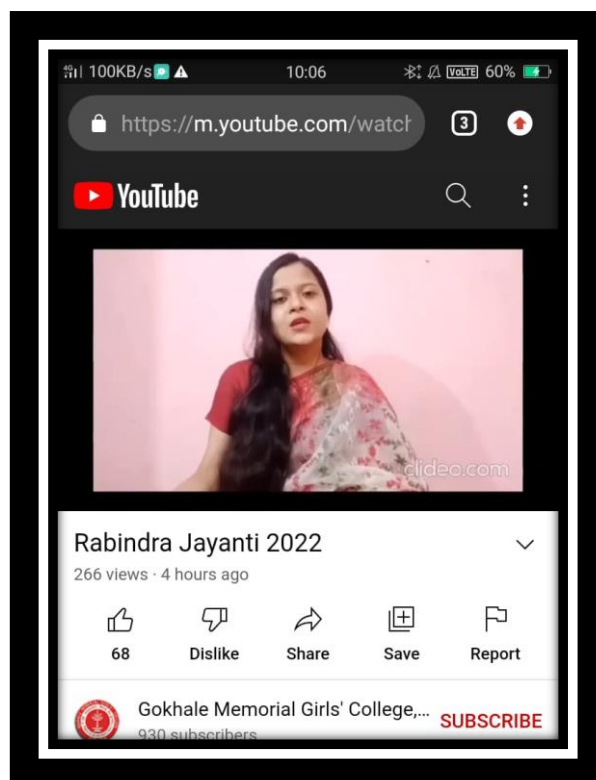 4G 100KB/s 10:06 VoLTE 60%
https://m.youtube.com/watch 3
YouTube
clideo.com
Rabindra Jayanti 2022
266 views · 4 hours ago
68 Dislike Share Save Report
Gokhale Memorial Girls' College,... SUBSCRIBE
930 subscribers